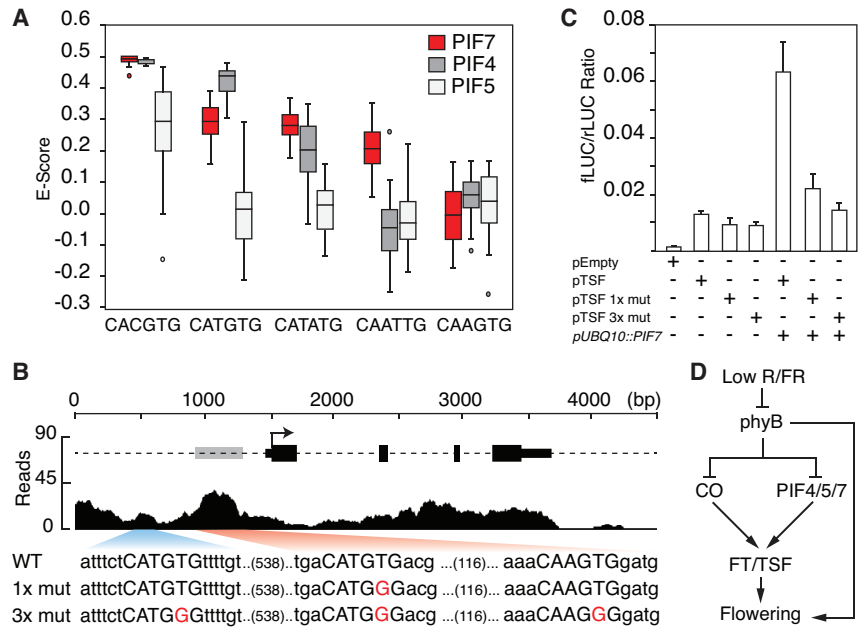 A
0.6
0.5
0.4
0.3
0.2
0.1
0.0
-0.1
-0.2
-0.3
E-Score
PIF7
PIF4
PIF5
CACGTG CATGTG CATATG CAATTG CAAGTG
C
0.08
0.06
0.04
0.02
fLUC/rLUC Ratio
pEmpty + - - - - - -
pTSF - + - - + - -
pTSF 1x mut - - + - - + -
pTSF 3x mut - - - + - - +
pUBQ10::PIF7 - - - - + + +
B
0 1000 2000 3000 4000 (bp)
90
45
0
Reads
WT atttctCATGTGttttgt..(538)..tgaCATGTGacg ...(116)... aaaCAAGTGgatg
1x mut atttctCATGTGttttgt..(538)..tgaCATGGGacg ...(116)... aaaCAAGTGgatg
3x mut atttctCATGGGttttgt..(538)..tgaCATGGGacg ...(116)... aaaCAAGGGgatg
D
Low R/FR
phyB
CO PIF4/5/7
FT/TSF
Flowering